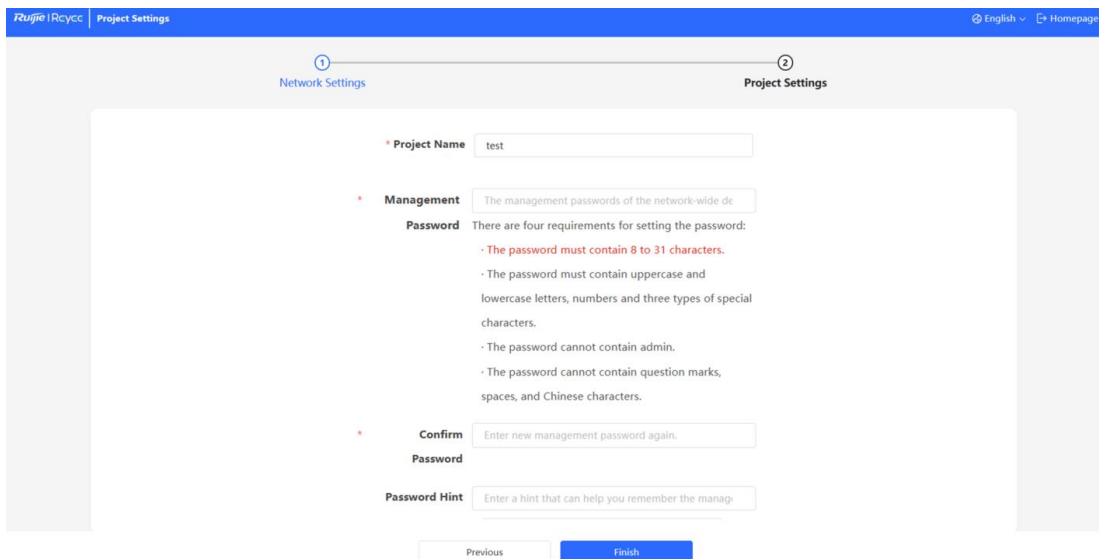 Ruijie | Rcycc Project Settings English Homepage
1 2
Network Settings Project Settings
* Project Name test
* Management The management passwords of the network-wide de
Password There are four requirements for setting the password:
· The password must contain 8 to 31 characters.
· The password must contain uppercase and
lowercase letters, numbers and three types of special
characters.
· The password cannot contain admin.
· The password cannot contain question marks,
spaces, and Chinese characters.
* Confirm Enter new management password again.
Password
Password Hint Enter a hint that can help you remember the manag
Previous Finish